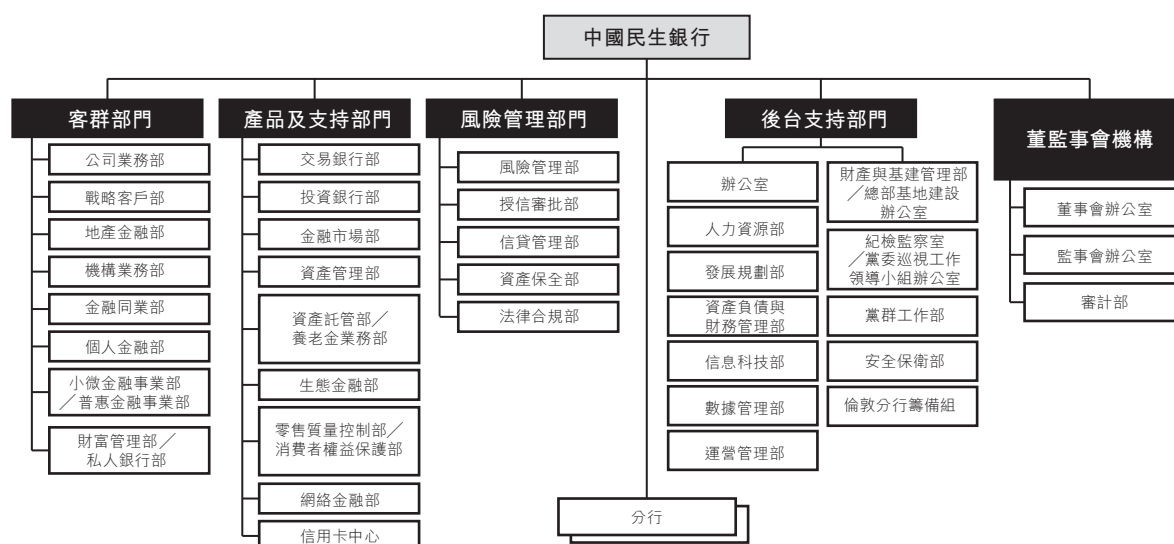 中國民生銀行
客群部門
公司業務部
戰略客戶部
地產金融部
機構業務部
金融同業部
個人金融部
小微金融事業部
／普惠金融事業部
財富管理部／
私人銀行部
產品及支持部門
交易銀行部
投資銀行部
金融市場部
資產管理部
資產託管部／
養老金業務部
生態金融部
零售質量控制部／
消費者權益保護部
網絡金融部
信用卡中心
風險管理部門
風險管理部
授信審批部
信貸管理部
資產保全部
法律合規部
分行
後台支持部門
辦公室
人力資源部
發展規劃部
資產負債與
財務管理部
信息科技部
數據管理部
運營管理部
財產與基建管理部
／總部基地建設
辦公室
紀檢監察室
／黨委巡視工作
領導小組辦公室
黨群工作部
安全保衛部
倫敦分行籌備組
董監事會機構
董事會辦公室
監事會辦公室
審計部